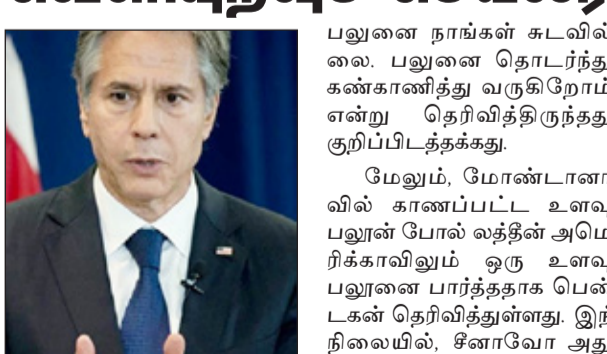 பலுனை நாங்கள் சுடவில்
லை. பலுனை தொடர்ந்து
கண்காணித்து வருகிறோம்
என்று தெரிவித்திருந்தது
குறிப்பிடத்தக்கது.
மேலும், மோண்டானா
வில் காணப்பட்ட உளவு
பலூன் போல் லத்தீன் அமெ
ரிக்காவிலும் ஒரு உளவு
பலூனை பார்த்ததாக பென்
டகன் தெரிவித்துள்ளது. இந்
நிலையில், சீனாவோ அது